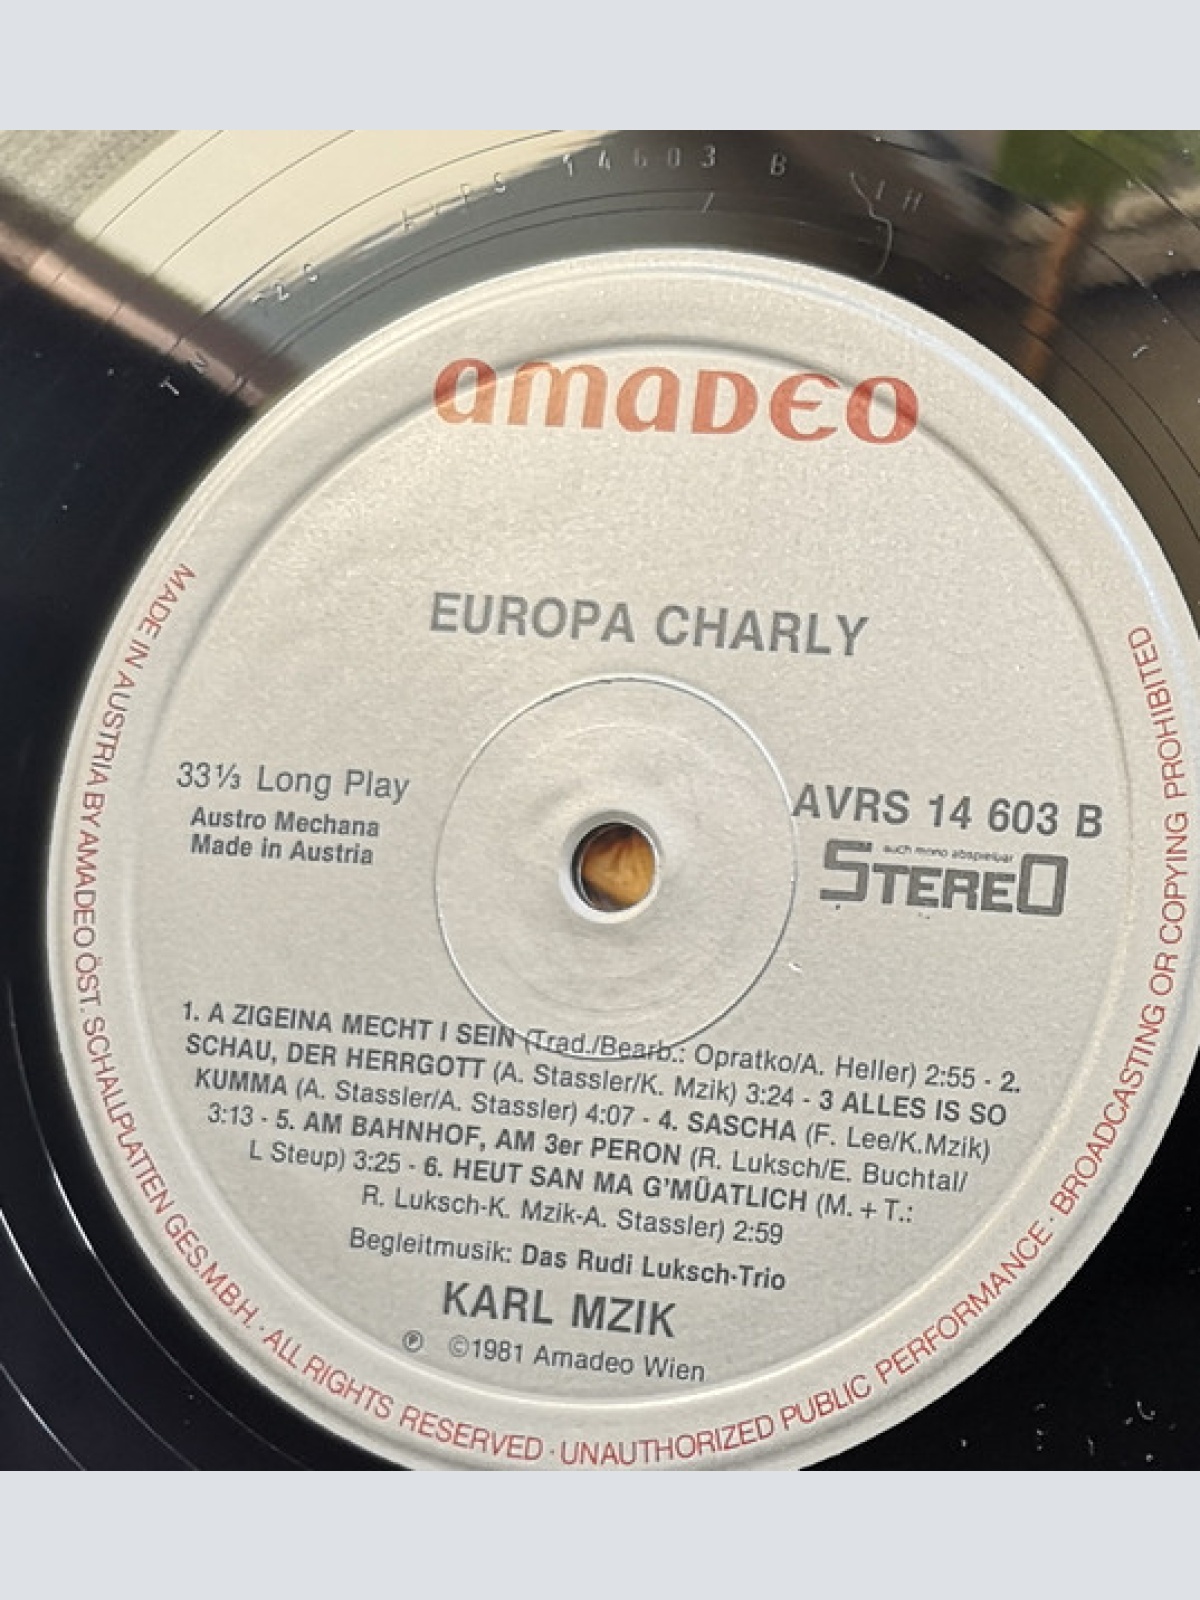 14603 B
amadeo
EUROPA CHARLY
33⅓ Long Play
Austro Mechana
Made in Austria
AVRS 14 603 B
auch mono abspielbar
STEREO
1. A ZIGEINA MECHT I SEIN (Trad./Bearb.: Opratko/A. Heller) 2:55 - 2.
SCHAU, DER HERRGOTT (A. Stassler/K. Mzik) 3:24 - 3 ALLES IS SO
KUMMA (A. Stassler/A. Stassler) 4:07 - 4. SASCHA (F. Lee/K.Mzik)
3:13 - 5. AM BAHNHOF, AM 3er PERON (R. Luksch/E. Buchtal/
L Steup) 3:25 - 6. HEUT SAN MA G'MÜATLICH (M. + T.:
R. Luksch-K. Mzik-A. Stassler) 2:59
Begleitmusik: Das Rudi Luksch-Trio
KARL MZIK
℗ ©1981 Amadeo Wien
MADE IN AUSTRIA BY AMADEO ÖST. SCHALLPLATTEN GES.M.B.H. · ALL RIGHTS RESERVED · UNAUTHORIZED PUBLIC PERFORMANCE · BROADCASTING OR COPYING PROHIBITED